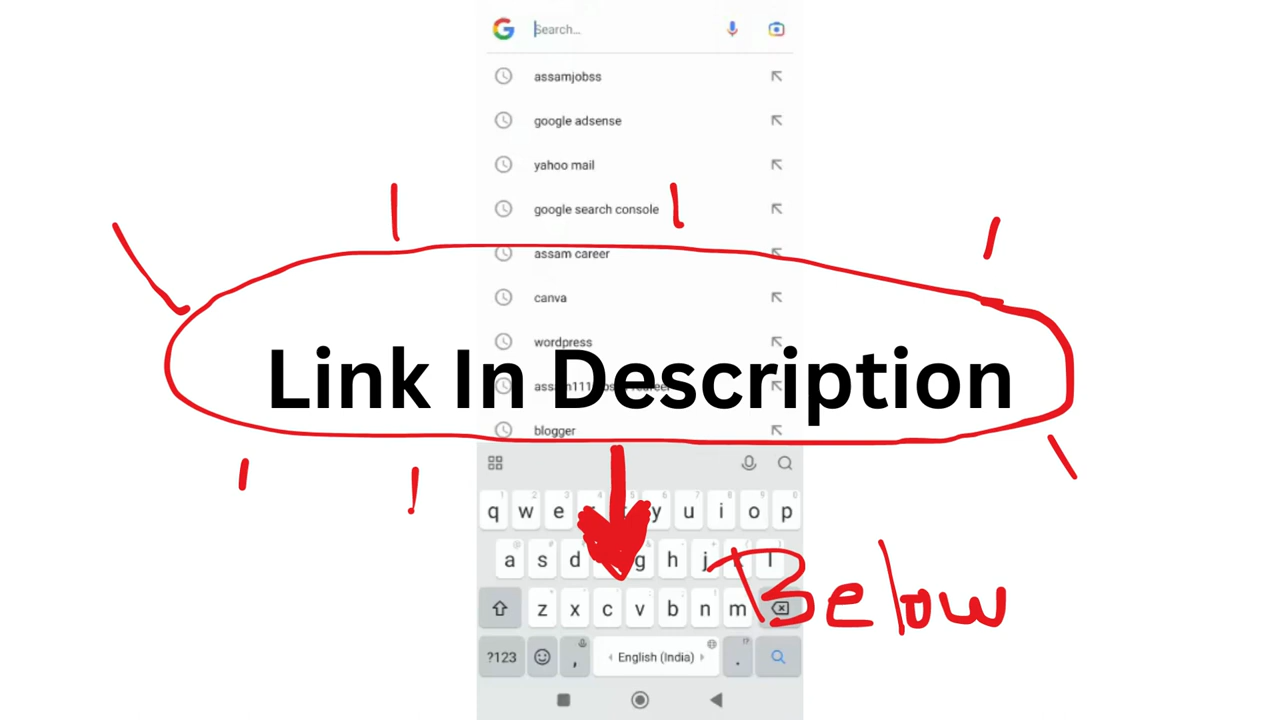 Search...
assamjobss
google adsense
yahoo mail
google search console
assam career
canva
wordpress
Link In Description
blogger
q w e y u i o p
a s d g h j l
z x c v b n m
Below
?123 , English (India) .